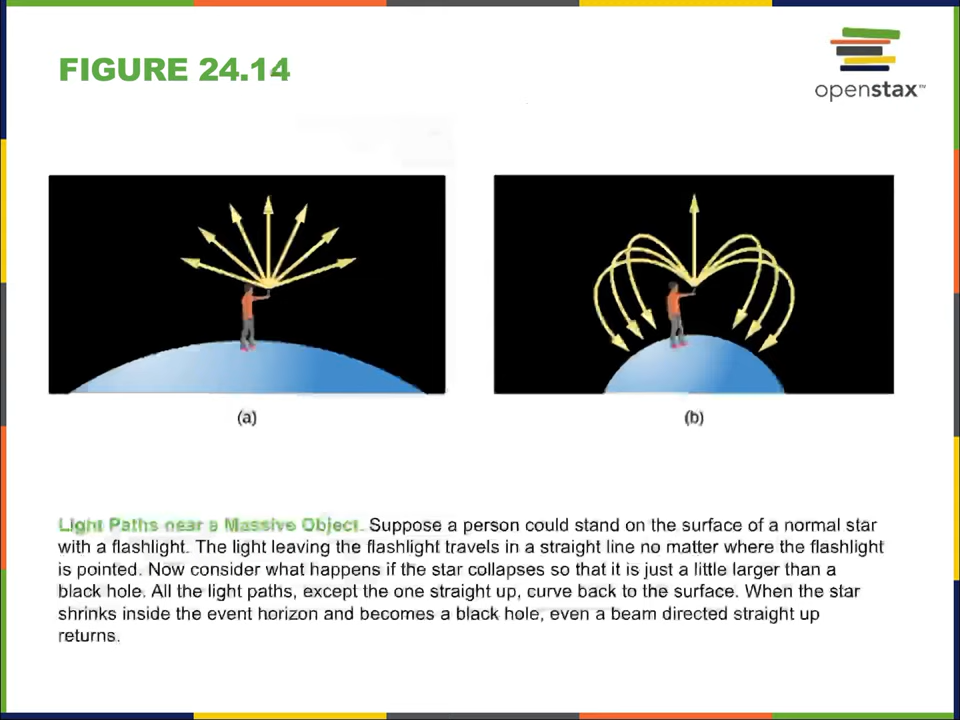 FIGURE 24.14
openstax™
(a)
(b)
Light Paths near a Massive Object. Suppose a person could stand on the surface of a normal star
with a flashlight. The light leaving the flashlight travels in a straight line no matter where the flashlight
is pointed. Now consider what happens if the star collapses so that it is just a little larger than a
black hole. All the light paths, except the one straight up, curve back to the surface. When the star
shrinks inside the event horizon and becomes a black hole, even a beam directed straight up
returns.